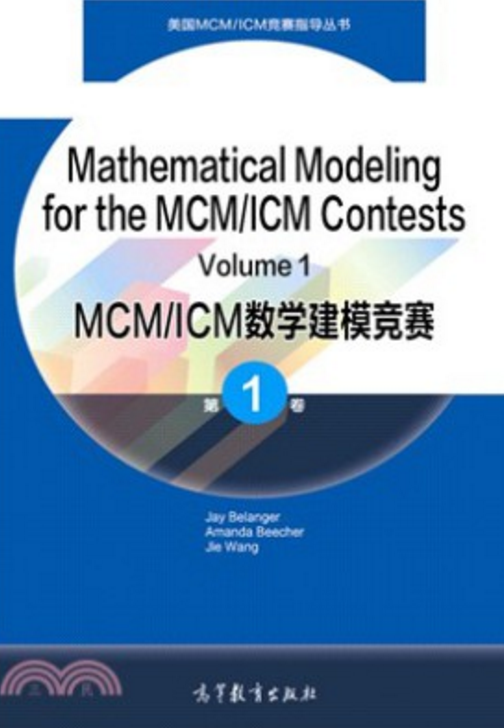 美国MCM/ICM竞赛指导丛书
Mathematical Modeling
for the MCM/ICM Contests
Volume 1
MCM/ICM数学建模竞赛
第 1 卷
Jay Belanger
Amanda Beecher
Jie Wang
三民
高等教育出版社